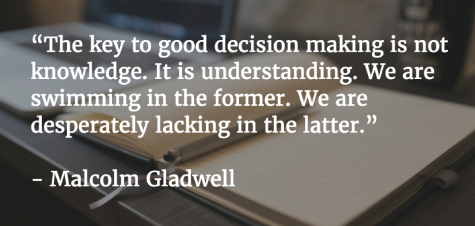 “The key to good decision making is not
knowledge. It is understanding. We are
swimming in the former. We are
desperately lacking in the latter.”
– Malcolm Gladwell